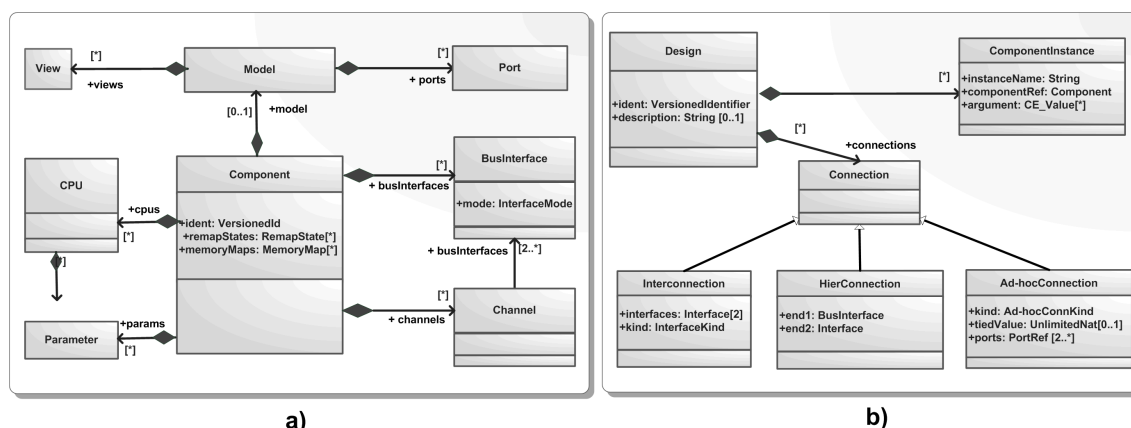 View
[*]
+views
Model
[*]
+ ports
Port
[0..1]
+model
CPU
+cpus
[*]
[*]
Component
+ident: VersionedId
+remapStates: RemapState[*]
+memoryMaps: MemoryMap[*]
[*]
+ busInterfaces
BusInterface
+mode: InterfaceMode
+ busInterfaces
[2..*]
[*]
+ channels
Channel
Parameter
+params
[*]
a)
Design
+ident: VersionedIdentifier
+description: String [0..1]
[*]
ComponentInstance
+instanceName: String
+componentRef: Component
+argument: CE_Value[*]
[*]
+connections
Connection
Interconnection
+interfaces: Interface[2]
+kind: InterfaceKind
HierConnection
+end1: BusInterface
+end2: Interface
Ad-hocConnection
+kind: Ad-hocConnKind
+tiedValue: UnlimitedNat[0..1]
+ports: PortRef [2..*]
b)